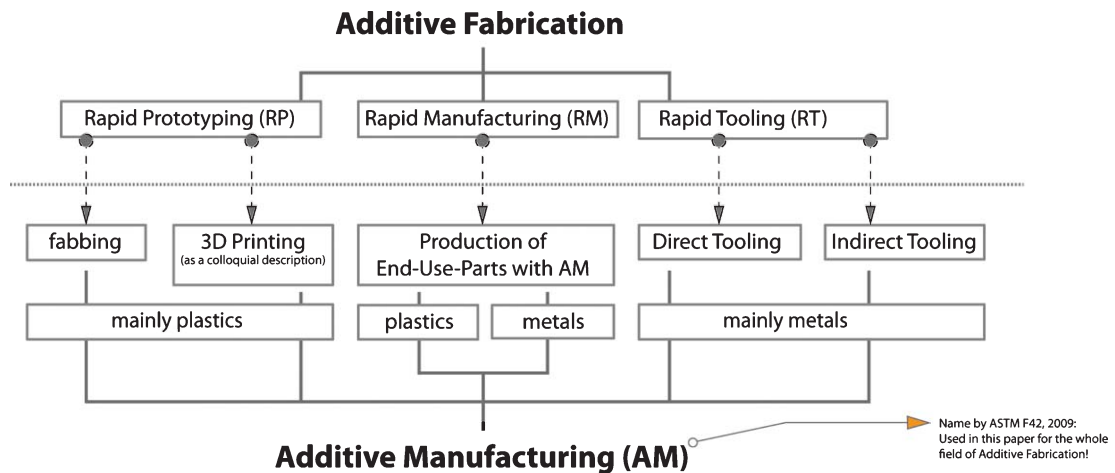 Additive Fabrication
Rapid Prototyping (RP)
Rapid Manufacturing (RM)
Rapid Tooling (RT)
fabbing
3D Printing
(as a colloquial description)
Production of
End-Use-Parts with AM
Direct Tooling
Indirect Tooling
mainly plastics
plastics
metals
mainly metals
Additive Manufacturing (AM)
Name by ASTM F42, 2009:
Used in this paper for the whole
field of Additive Fabrication!